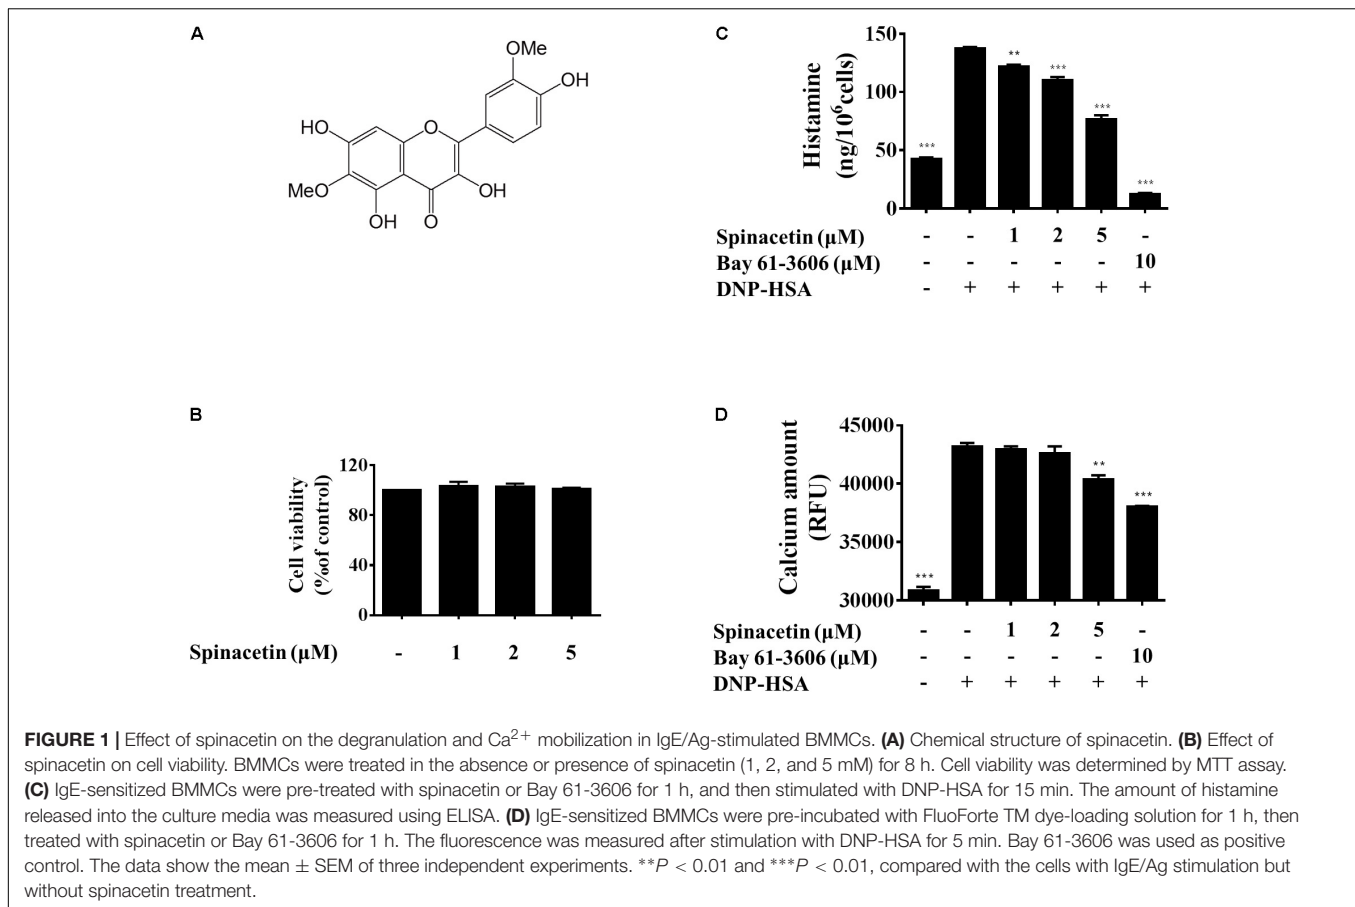 A
OMe
OH
HO
O
MeO
OH
OH
O
B
Cell viability
(%of control)
120
80
40
0
Spinacetin (μM) - 1 2 5
C
Histamine
(ng/10⁶cells)
150
100
50
0
*** ** *** *** ***
Spinacetin (μM) - - 1 2 5 -
Bay 61-3606 (μM) - - - - - 10
DNP-HSA - + + + + +
D
Calcium amount
(RFU)
45000
40000
35000
30000
*** ** ***
Spinacetin (μM) - - 1 2 5 -
Bay 61-3606 (μM) - - - - - 10
DNP-HSA - + + + + +
FIGURE 1 | Effect of spinacetin on the degranulation and Ca²⁺ mobilization in IgE/Ag-stimulated BMMCs. (A) Chemical structure of spinacetin. (B) Effect of
spinacetin on cell viability. BMMCs were treated in the absence or presence of spinacetin (1, 2, and 5 mM) for 8 h. Cell viability was determined by MTT assay.
(C) IgE-sensitized BMMCs were pre-treated with spinacetin or Bay 61-3606 for 1 h, and then stimulated with DNP-HSA for 15 min. The amount of histamine
released into the culture media was measured using ELISA. (D) IgE-sensitized BMMCs were pre-incubated with FluoForte TM dye-loading solution for 1 h, then
treated with spinacetin or Bay 61-3606 for 1 h. The fluorescence was measured after stimulation with DNP-HSA for 5 min. Bay 61-3606 was used as positive
control. The data show the mean ± SEM of three independent experiments. **P < 0.01 and ***P < 0.01, compared with the cells with IgE/Ag stimulation but
without spinacetin treatment.